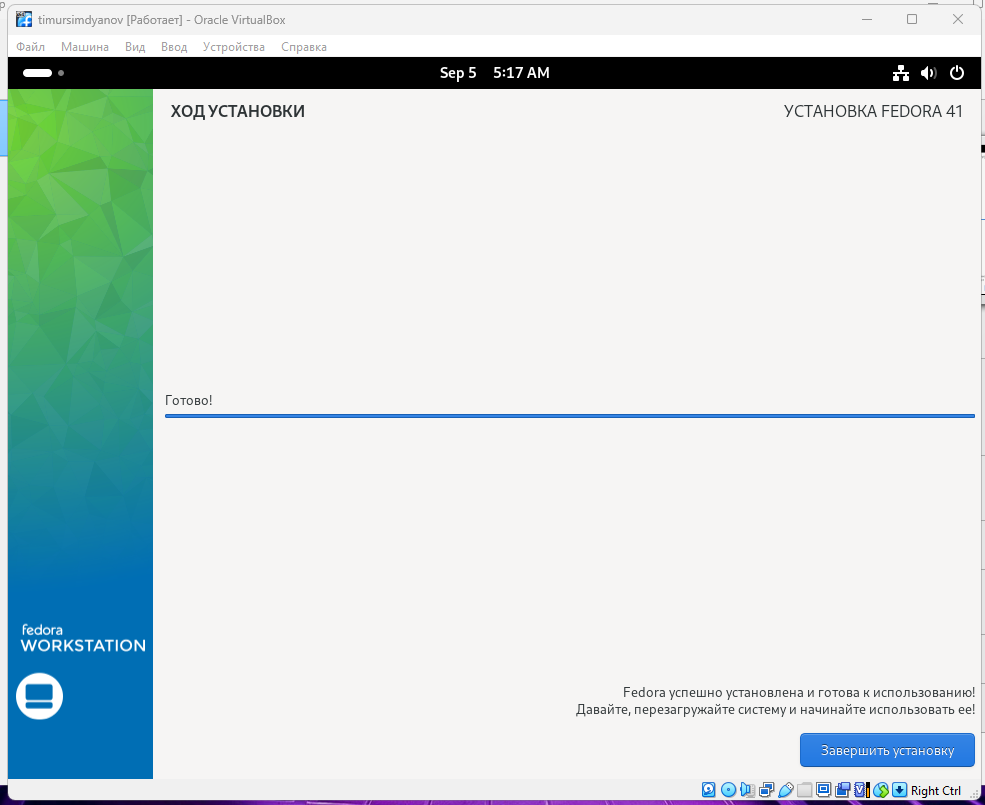 timursimdyanov [Работает] - Oracle VirtualBox
Файл Машина Вид Ввод Устройства Справка
Sep 5 5:17 AM
ХОД УСТАНОВКИ
УСТАНОВКА FEDORA 41
Готово!
fedora
WORKSTATION
Fedora успешно установлена и готова к использованию!
Давайте, перезагружайте систему и начинайте использовать ее!
Завершить установку
Right Ctrl